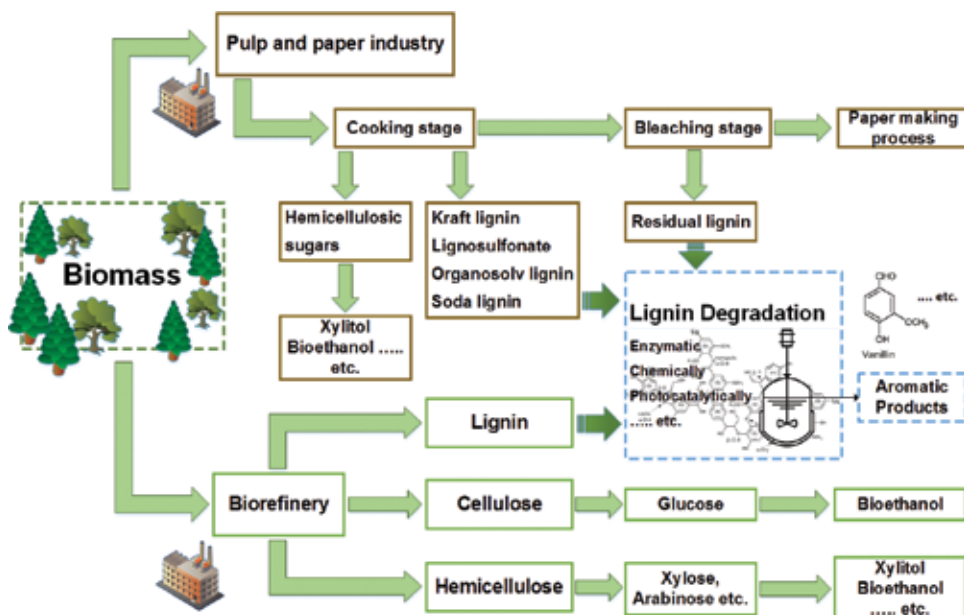 Pulp and paper industry
Cooking stage
Bleaching stage
Paper making
process
Hemicellulosic
sugars
Kraft lignin
Lignosulfonate
Organosolv lignin
Soda lignin
Residual lignin
Biomass
Xylitol
Bioethanol .....
etc.
Lignin Degradation
Enzymatic
Chemically
Photocatalytically
..... etc.
CHO
.... etc.
OCH3
OH
Vanillin
Aromatic
Products
Lignin
Biorefinery
Cellulose
Glucose
Bioethanol
Hemicellulose
Xylose,
Arabinose etc.
Xylitol
Bioethanol
..... etc.